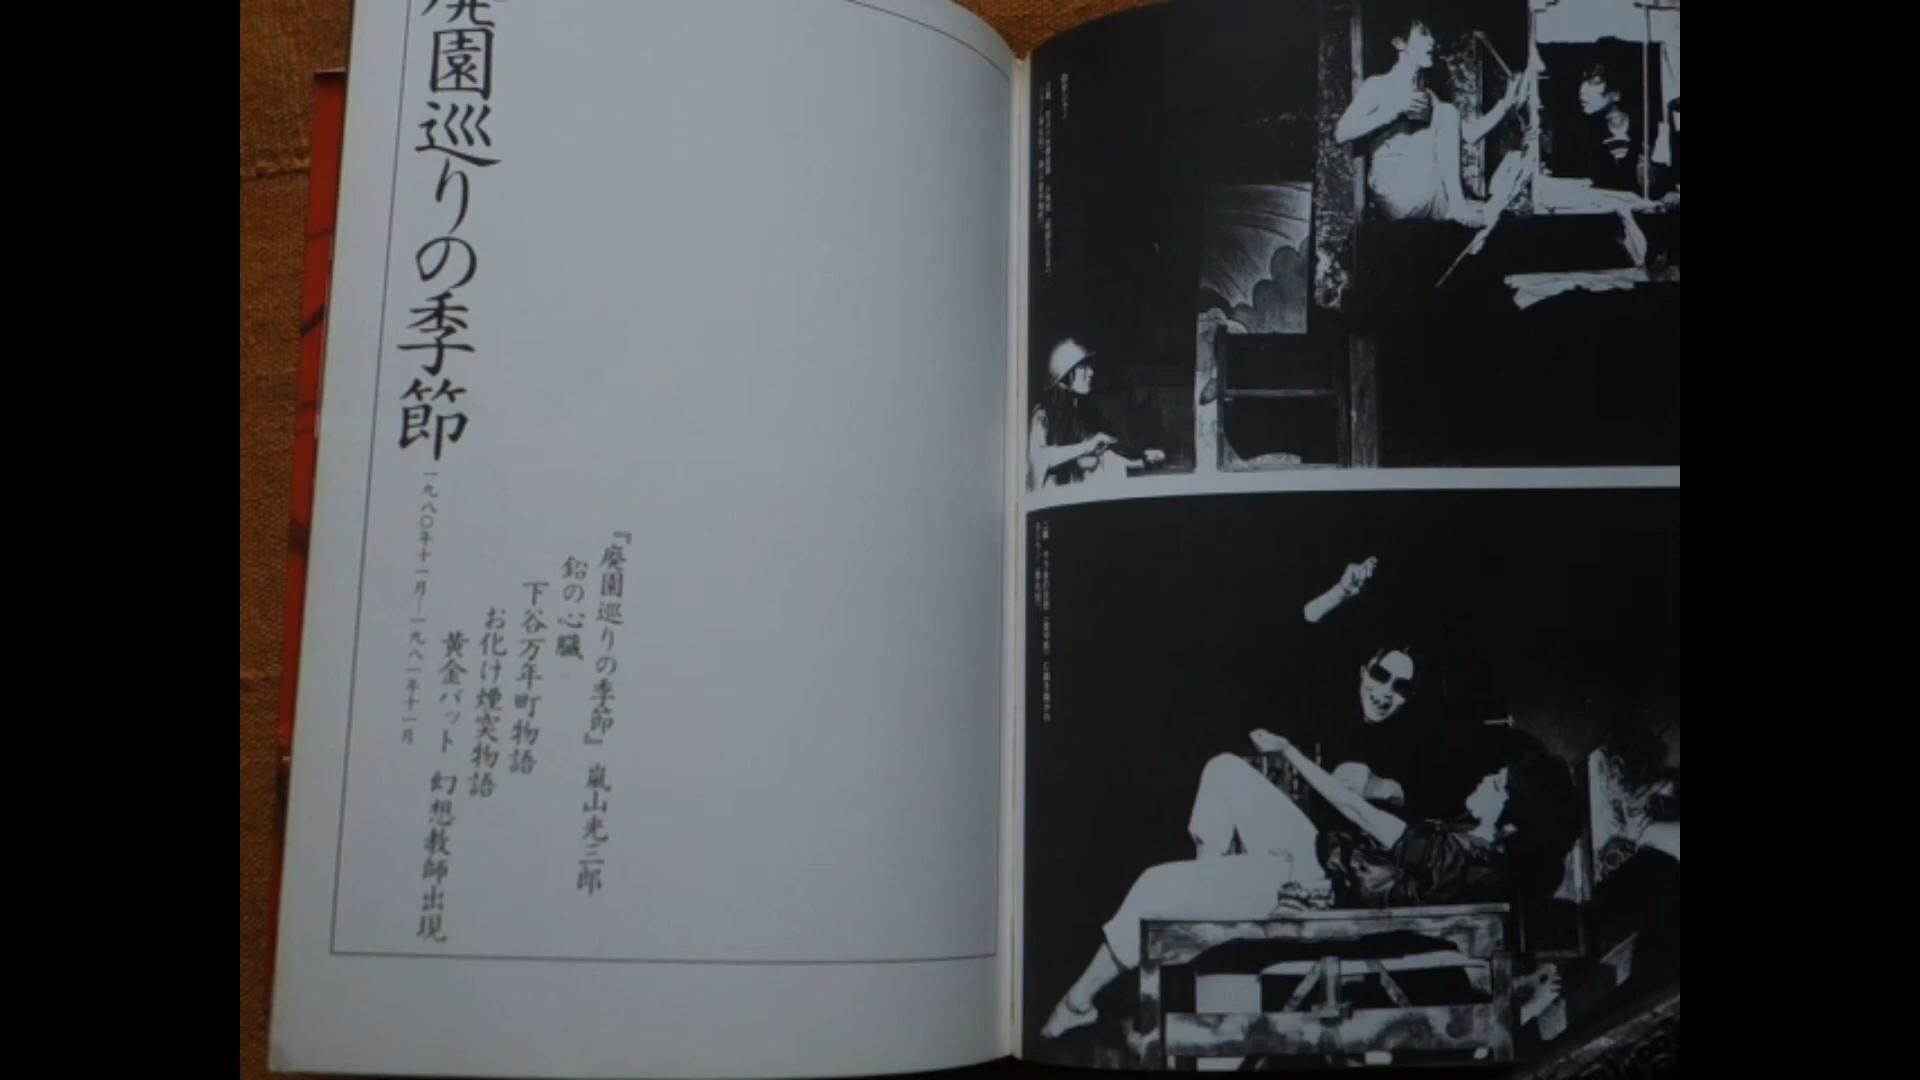 廃園巡りの季節
一九八〇年十一月―一九八一年十一月
『廃園巡りの季節』 嵐山光三郎
鉛の心臓
下谷万年町物語
お化け煙突物語
黄金バット 幻想教師出現